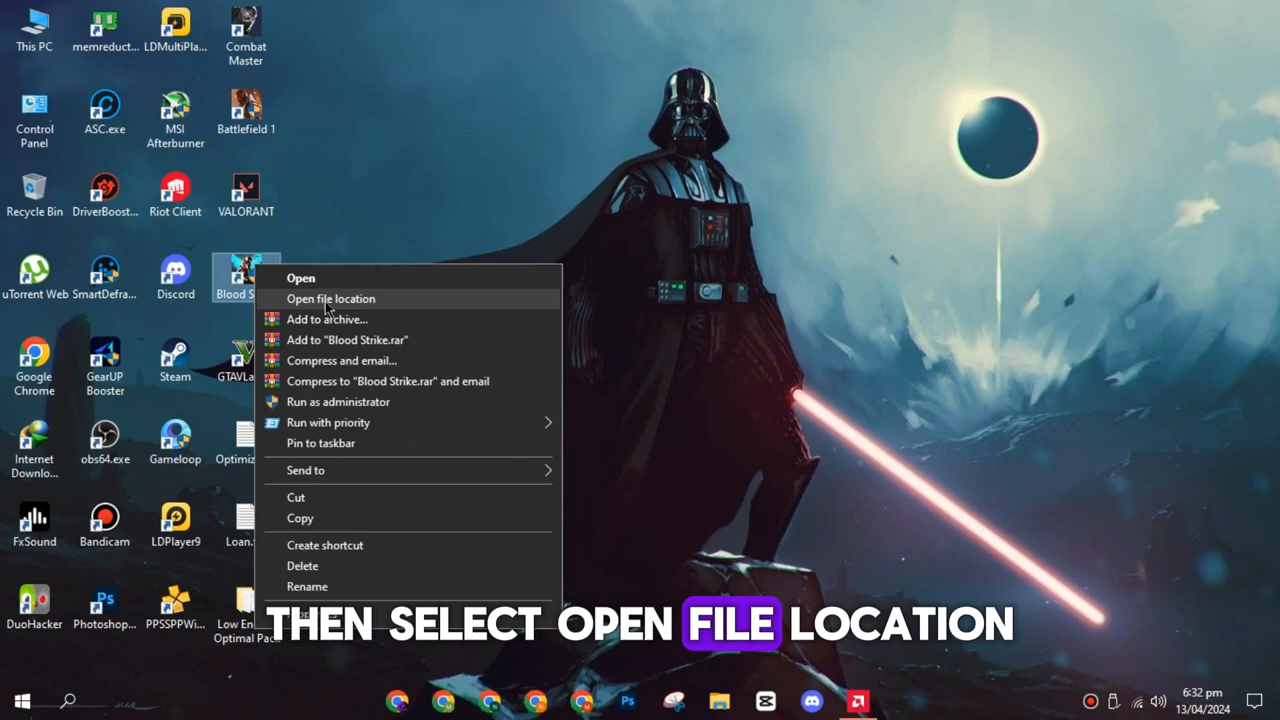 This PC
memreduct...
LDMultiPla...
Combat
Master
Control
Panel
ASC.exe
MSI
Afterburner
Battlefield 1
Recycle Bin
DriverBoost...
Riot Client
VALORANT
uTorrent Web
SmartDefra...
Discord
Blood S
Google
Chrome
GearUP
Booster
Steam
GTAVLa
Internet
Downlo...
obs64.exe
Gameloop
Optimiz
FxSound
Bandicam
LDPlayer9
Loan.
DuoHacker
Photoshop...
PPSSPPWi...
Low En
Optimal Pac
Open
Open file location
Add to archive...
Add to "Blood Strike.rar"
Compress and email...
Compress to "Blood Strike.rar" and email
Run as administrator
Run with priority
Pin to taskbar
Send to
Cut
Copy
Create shortcut
Delete
Rename
THEN SELECT OPEN FILE LOCATION
6:32 pm
13/04/2024